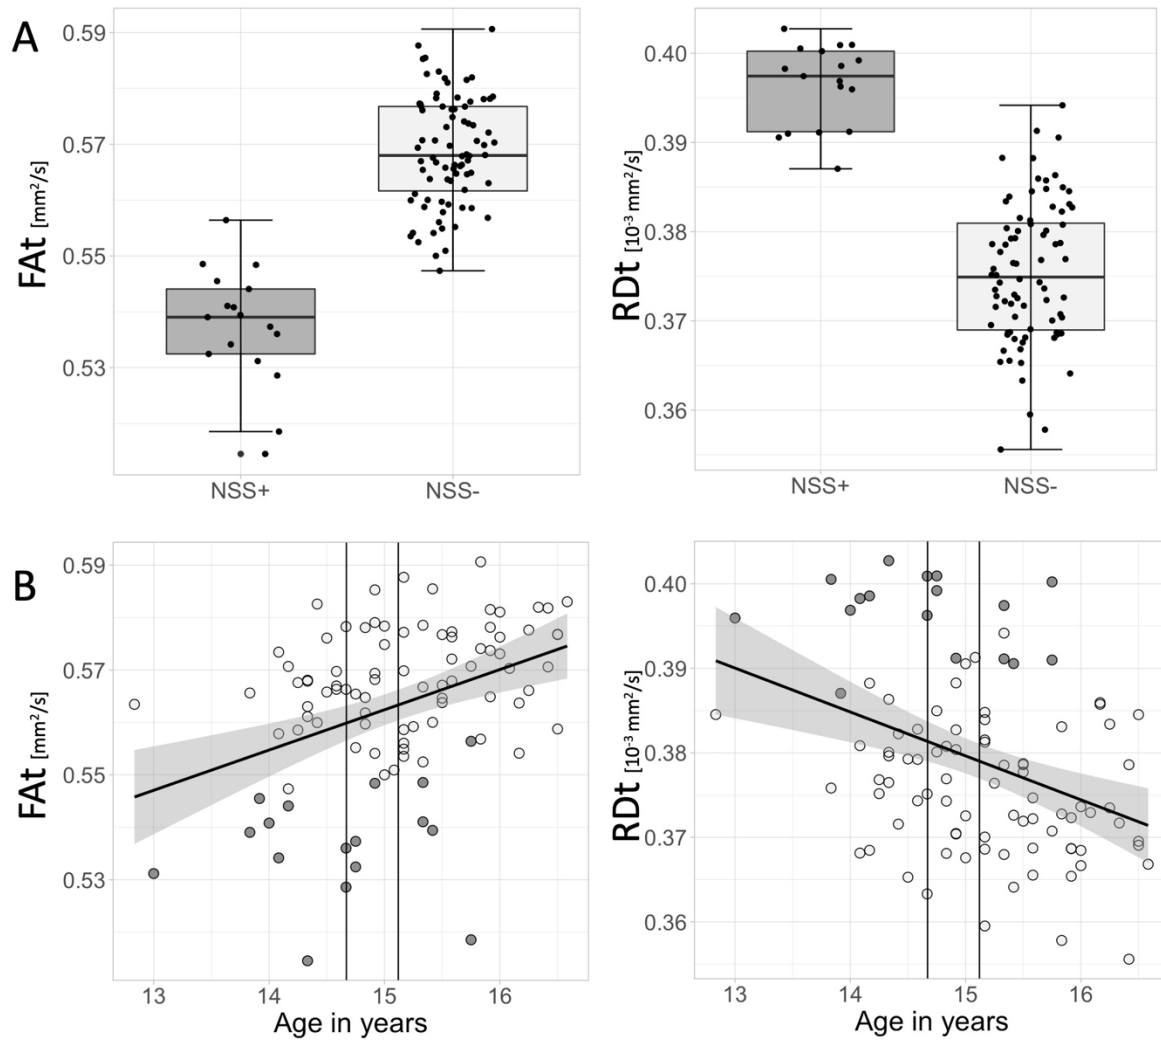 A
FAt [mm²/s]
0.59
0.57
0.55
0.53
NSS+ NSS-
RDt [10⁻³ mm²/s]
0.40
0.39
0.38
0.37
0.36
NSS+ NSS-
B
FAt [mm²/s]
0.59
0.57
0.55
0.53
13 14 15 16
Age in years
RDt [10⁻³ mm²/s]
0.40
0.39
0.38
0.37
0.36
13 14 15 16
Age in years